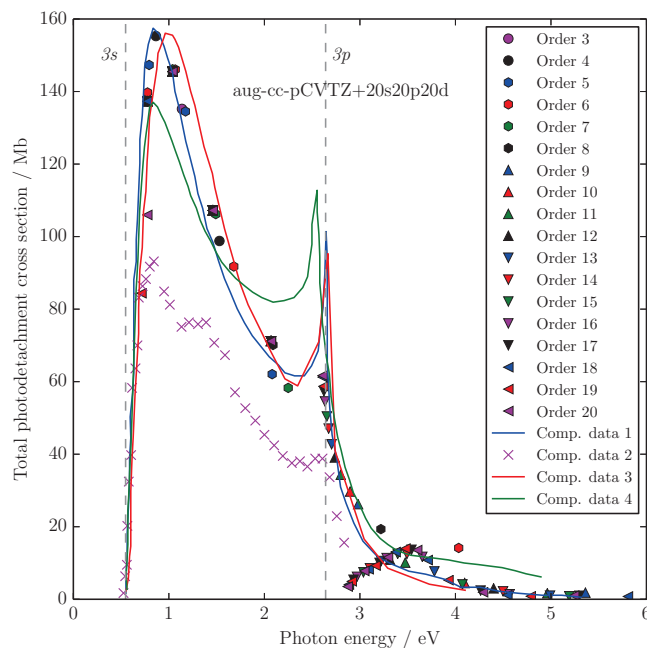 160
140
120
100
80
60
40
20
0
Total photodetachment cross section / Mb
3s
3p
aug-cc-pCVTZ+20s20p20d
Order 3
Order 4
Order 5
Order 6
Order 7
Order 8
Order 9
Order 10
Order 11
Order 12
Order 13
Order 14
Order 15
Order 16
Order 17
Order 18
Order 19
Order 20
Comp. data 1
Comp. data 2
Comp. data 3
Comp. data 4
0 1 2 3 4 5 6
Photon energy / eV